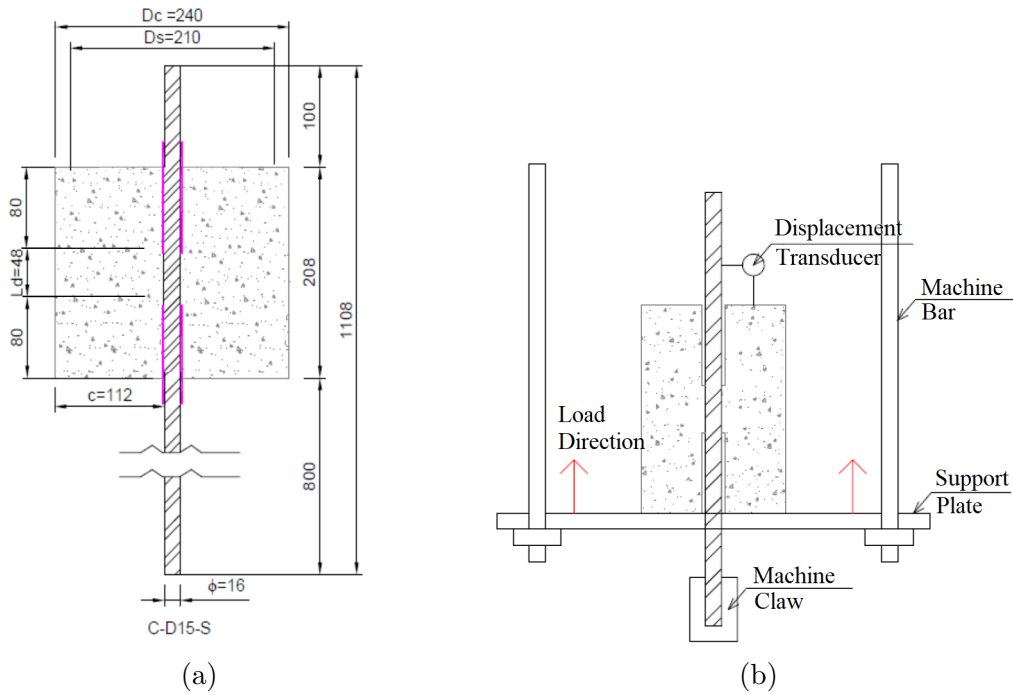 Dc =240
Ds=210
100
80
Ld=48
80
208
1108
c=112
800
ϕ=16
C-D15-S
(a)
Displacement
Transducer
Machine
Bar
Load
Direction
Support
Plate
Machine
Claw
(b)